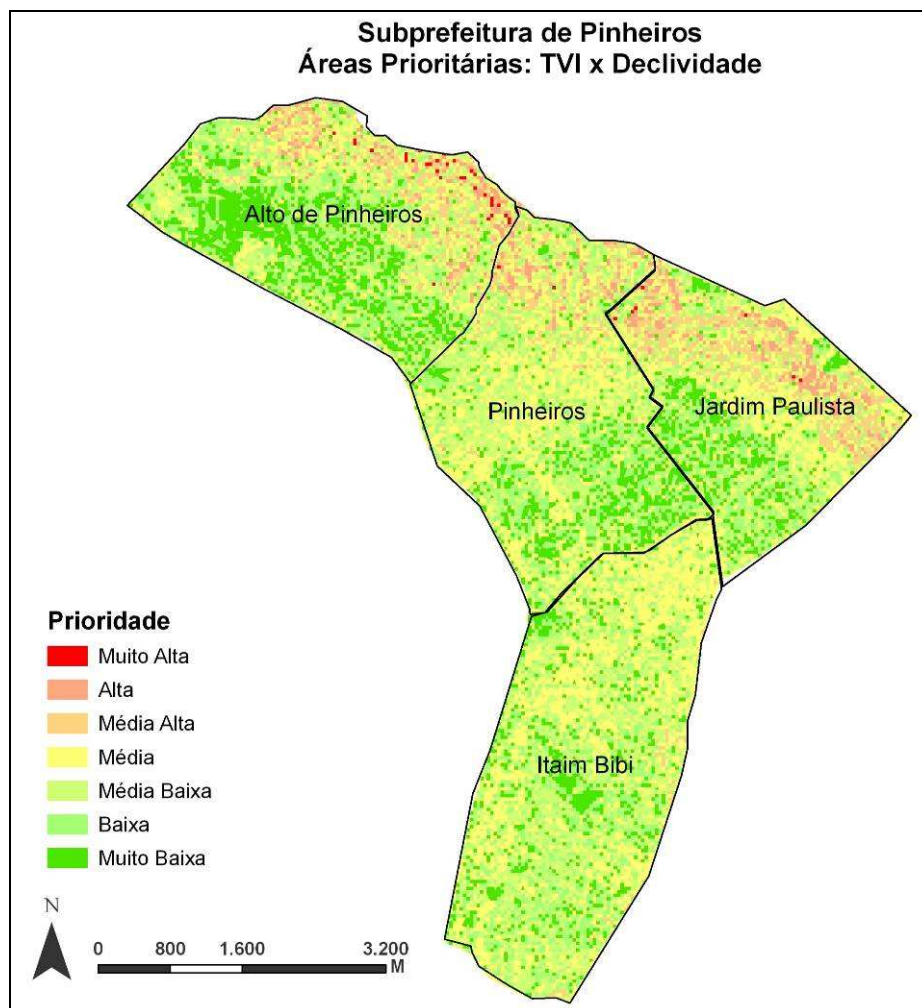 Subprefeitura de Pinheiros
Áreas Prioritárias: TVI x Declividade
Alto de Pinheiros
Pinheiros
Jardim Paulista
Itaim Bibi
Prioridade
Muito Alta
Alta
Média Alta
Média
Média Baixa
Baixa
Muito Baixa
N
0 800 1.600 3.200
M